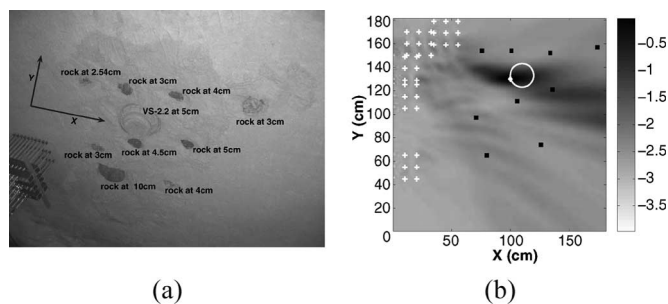 Y
X
rock at 2.54cm
rock at 3cm
rock at 4cm
VS-2.2 at 5cm
rock at 3cm
rock at 3cm
rock at 4.5cm
rock at 5cm
rock at 10cm
rock at 4cm
(a)
180
160
140
120
100
80
60
40
20
0
Y (cm)
50
100
150
X (cm)
−0.5
−1
−1.5
−2
−2.5
−3
−3.5
(b)